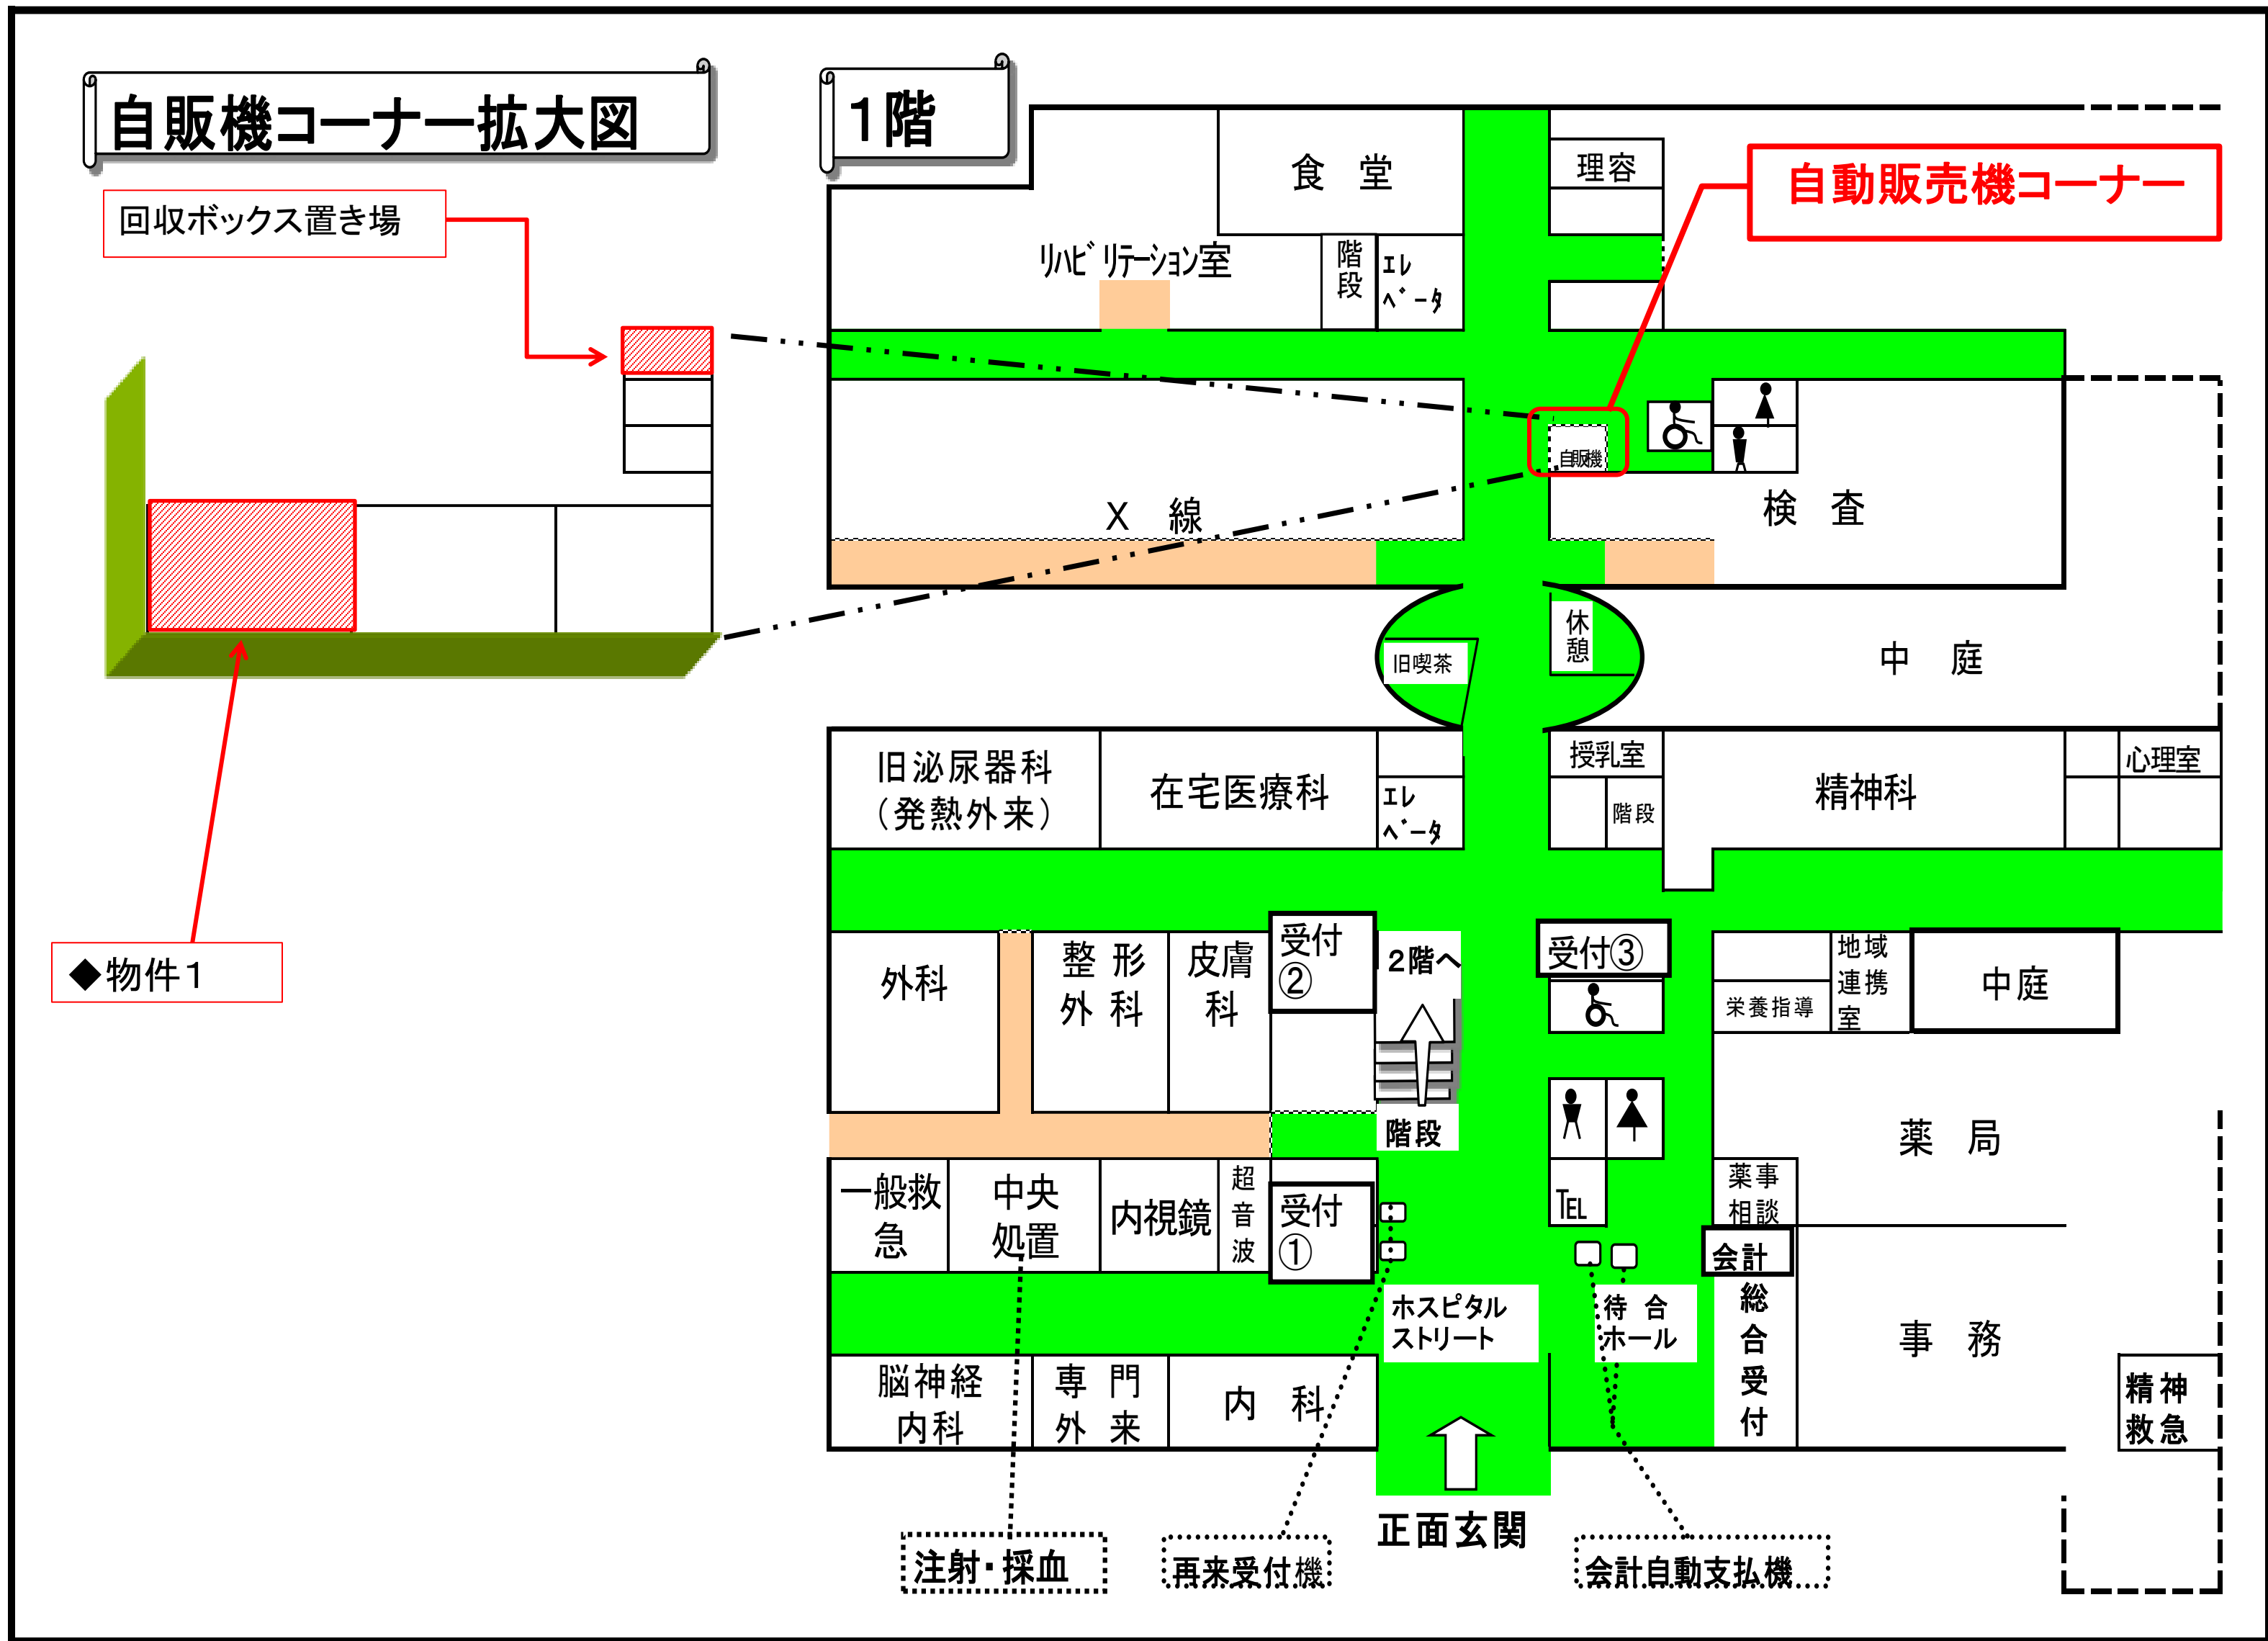 自販機コーナー拡大図
1階
回収ボックス置き場
◆物件1
自動販売機コーナー
食　堂
理容
ﾘﾊﾋﾞﾘﾃｰｼｮﾝ室
階
段
ｴﾚ
ﾍﾞｰﾀ
自販機
X　線
検　査
旧喫茶
休
憩
中　庭
旧泌尿器科
（発熱外来）
在宅医療科
ｴﾚ
ﾍﾞｰﾀ
授乳室
階段
精神科
心理室
外科
整 形
外 科
皮膚
科
受付
②
2階へ
階段
受付③
栄養指導
地域
連携
室
中庭
薬　局
一般救
急
中央
処置
内視鏡
超
音
波
受付
①
TEL
薬事
相談
会計
総
合
受
付
事　務
ホスピタル
ストリート
待 合
ホール
脳神経
内科
専 門
外 来
内　科
精神
救急
正面玄関
注射・採血
再来受付機
会計自動支払機